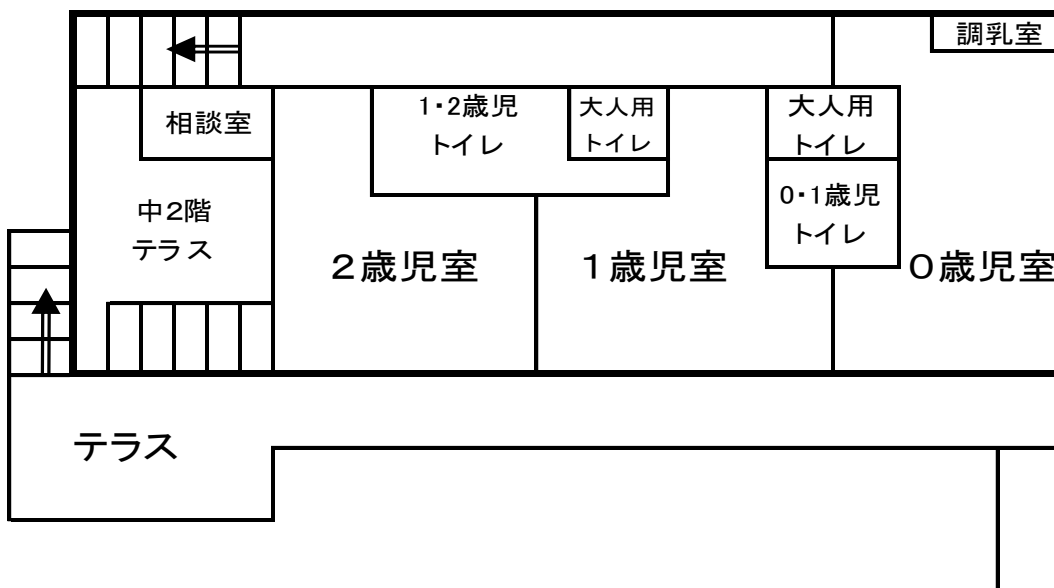 調乳室
相談室
1・2歳児
トイレ
大人用
トイレ
大人用
トイレ
0・1歳児
トイレ
中2階
テラス
2歳児室
1歳児室
0歳児室
テラス